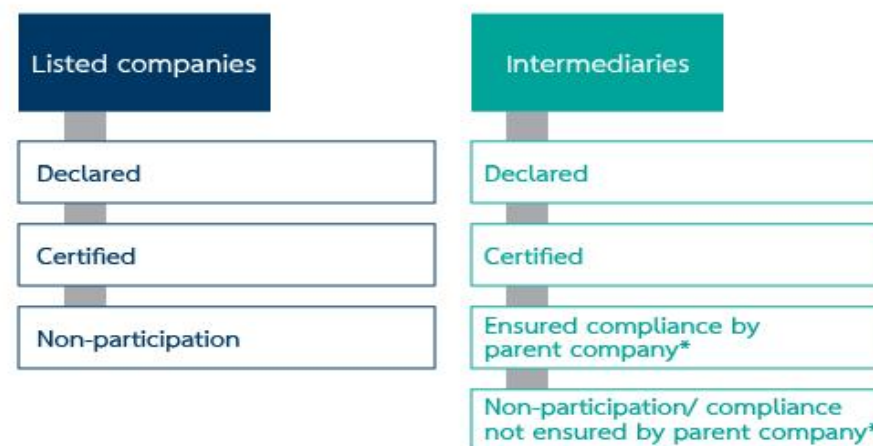 Listed companies
Declared
Certified
Non-participation
Intermediaries
Declared
Certified
Ensured compliance by
parent company*
Non-participation/ compliance
not ensured by parent company*